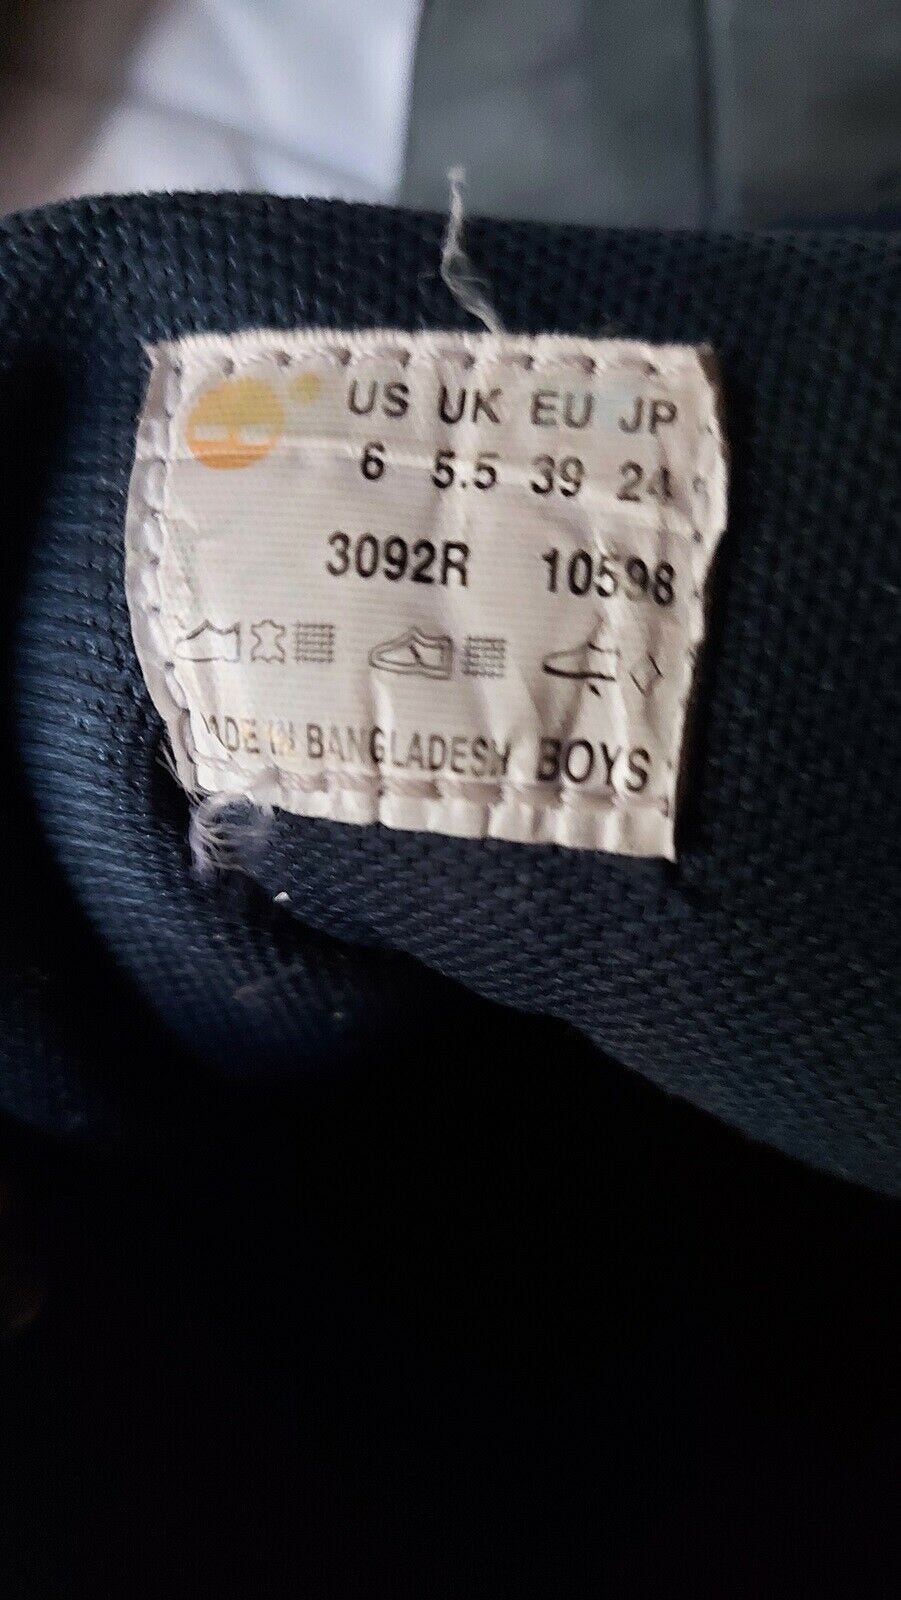 US UK EU JP
6 5.5 39 24
3092R 10598
MADE IN BANGLADESH BOYS